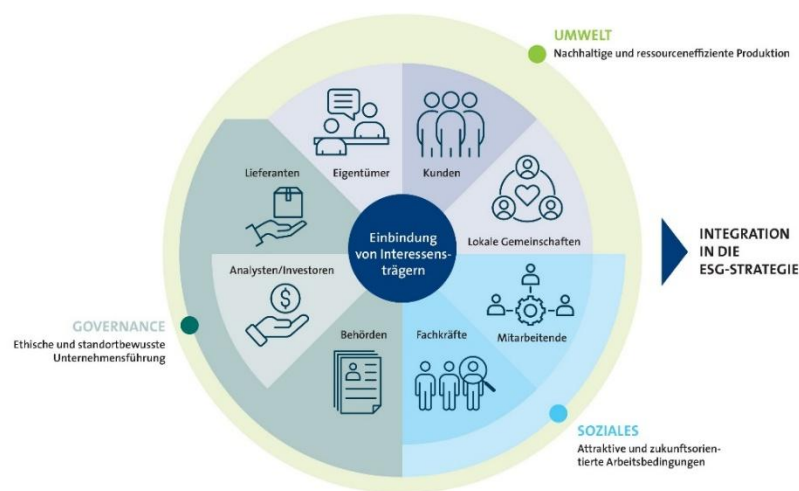 UMWELT
Nachhaltige und ressourceneffiziente Produktion
Lieferanten
Eigentümer
Kunden
Lokale Gemeinschaften
Einbindung
von Interessens-
trägern
INTEGRATION
IN DIE
ESG-STRATEGIE
Analysten/Investoren
$
GOVERNANCE
Ethische und standortbewusste
Unternehmensführung
Behörden
Fachkräfte
Mitarbeitende
SOZIALES
Attraktive und zukunftsorien-
tierte Arbeitsbedingungen